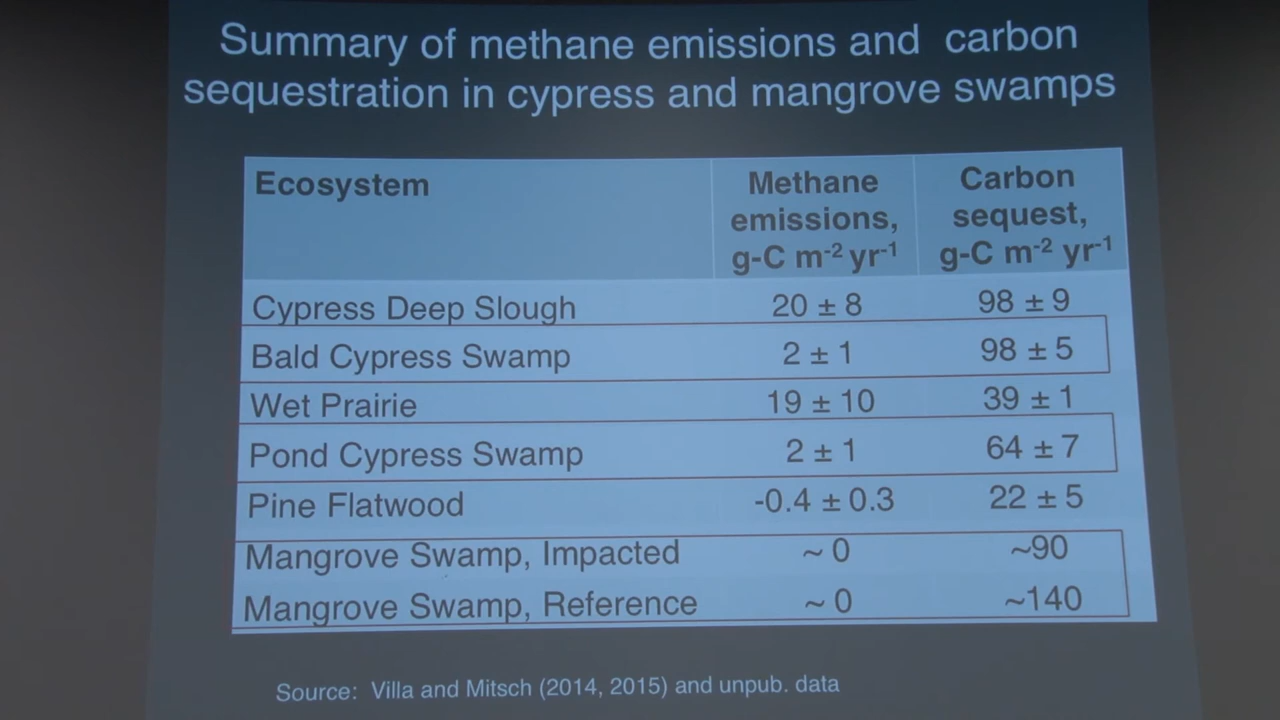 Summary of methane emissions and carbon
sequestration in cypress and mangrove swamps
Ecosystem
Methane
emissions,
g-C m⁻² yr⁻¹
Carbon
sequest,
g-C m⁻² yr⁻¹
Cypress Deep Slough 20 ± 8 98 ± 9
Bald Cypress Swamp 2 ± 1 98 ± 5
Wet Prairie 19 ± 10 39 ± 1
Pond Cypress Swamp 2 ± 1 64 ± 7
Pine Flatwood -0.4 ± 0.3 22 ± 5
Mangrove Swamp, Impacted ~ 0 ~90
Mangrove Swamp, Reference ~ 0 ~140
Source: Villa and Mitsch (2014, 2015) and unpub. data